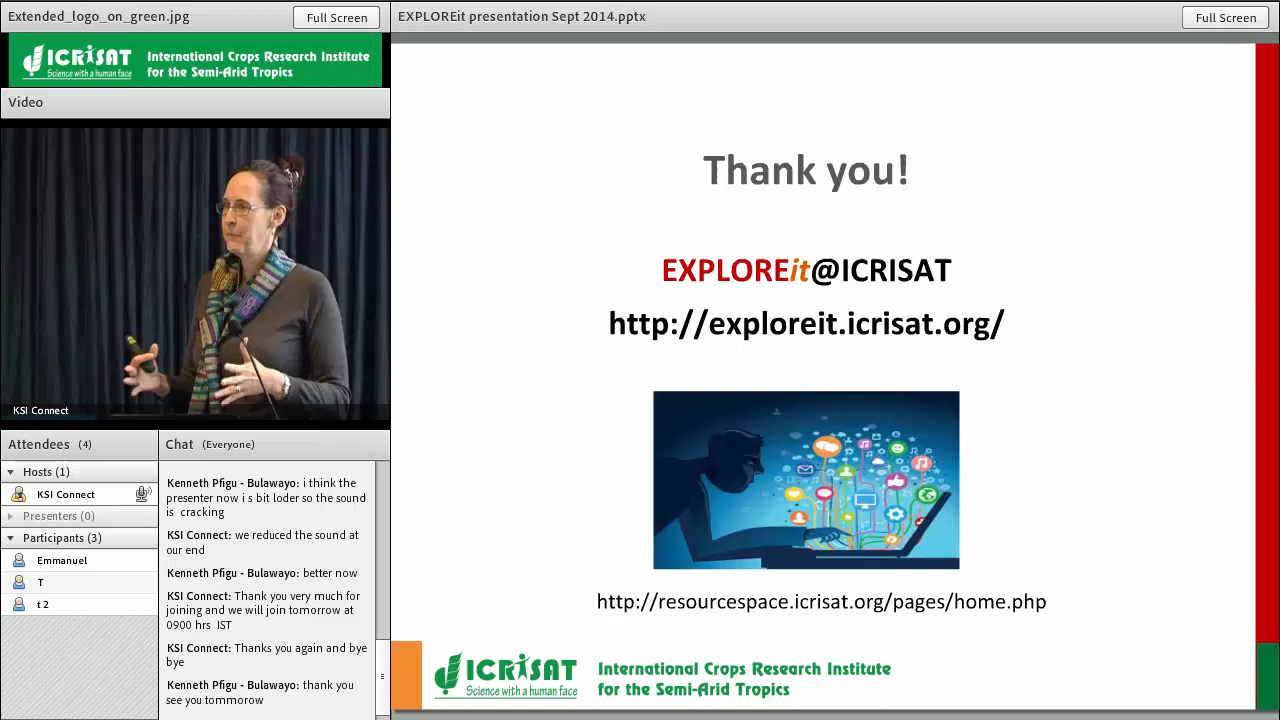 Extended_logo_on_green.jpg
Full Screen
ICRISAT
Science with a human face
International Crops Research Institute
for the Semi-Arid Tropics
Video
KSI Connect
Attendees (4)
Hosts (1)
KSI Connect
Presenters (0)
Participants (3)
Emmanuel
T
t 2
Chat (Everyone)
Kenneth Pfigu - Bulawayo: i think the
presenter now i s bit loder so the sound
is cracking
KSI Connect: we reduced the sound at
our end
Kenneth Pfigu - Bulawayo: better now
KSI Connect: Thank you very much for
joining and we will join tomorrow at
0900 hrs IST
KSI Connect: Thanks you again and bye
bye
Kenneth Pfigu - Bulawayo: thank you
see you tommorow
EXPLOREit presentation Sept 2014.pptx
Full Screen
Thank you!
EXPLOREit@ICRISAT
http://exploreit.icrisat.org/
http://resourcespace.icrisat.org/pages/home.php
ICRISAT
Science with a human face
International Crops Research Institute
for the Semi-Arid Tropics